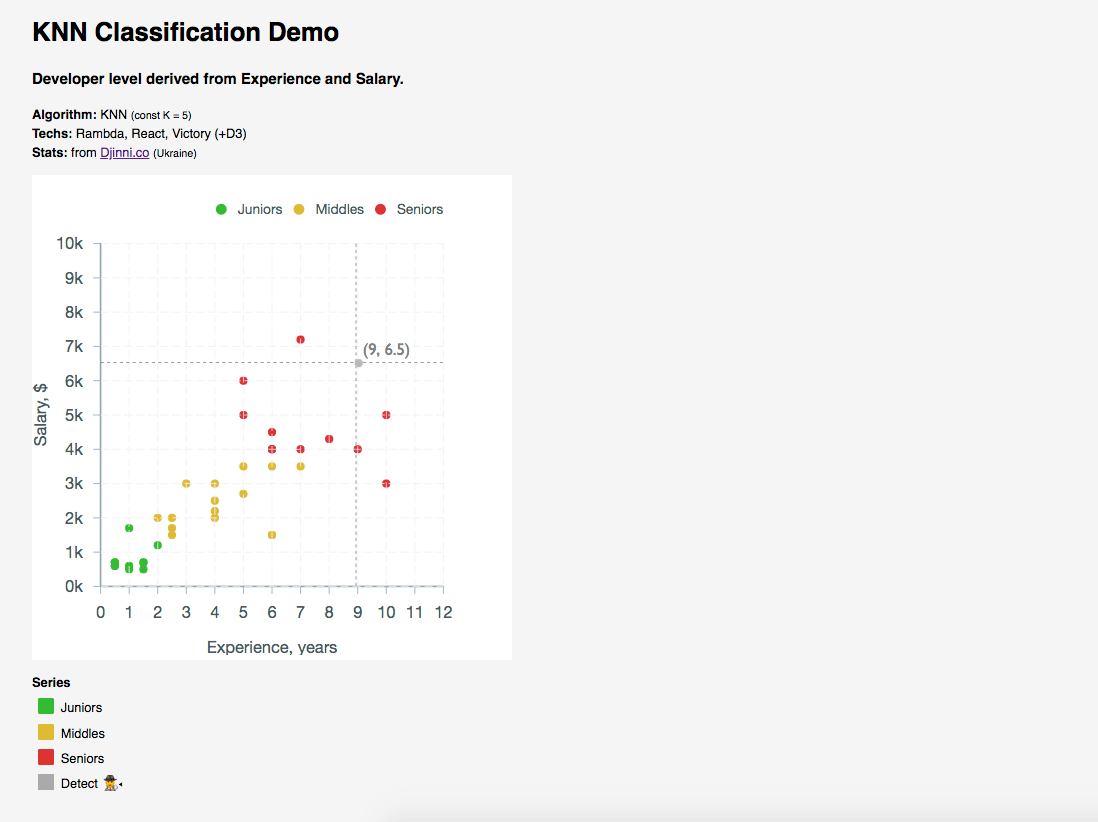 KNN Classification Demo
Developer level derived from Experience and Salary.
Algorithm: KNN (const K = 5)
Techs: Rambda, React, Victory (+D3)
Stats: from Djinni.co (Ukraine)
Juniors Middles Seniors
10k
9k
8k
7k
(9, 6.5)
6k
5k
4k
3k
2k
1k
0k
Salary, $
0 1 2 3 4 5 6 7 8 9 10 11 12
Experience, years
Series
Juniors
Middles
Seniors
Detect